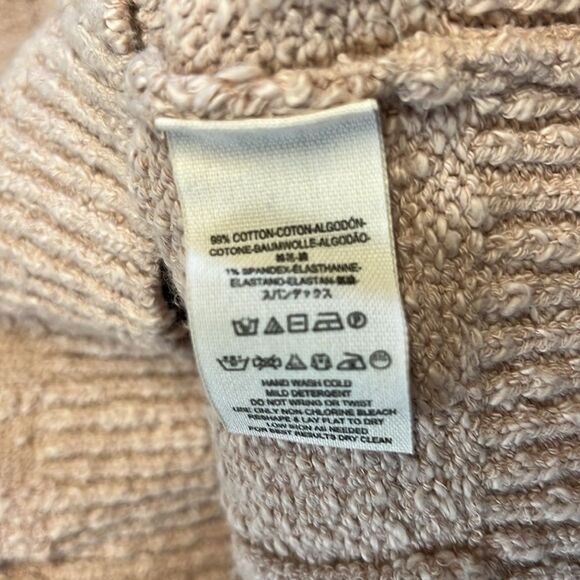 99% COTTON-COTON-ALGODÓN-
COTONE-BAUMWOLLE-ALGODÃO-
綿
1% SPANDEX-ÉLASTHANNE-
ELASTANO-ELASTAN-
スパンデックス
HAND WASH COLD
MILD DETERGENT
DO NOT WRING OR TWIST
USE ONLY NON-CHLORINE BLEACH
RESHAPE & LAY FLAT TO DRY
LOW IRON AS NEEDED
FOR BEST RESULTS DRY CLEAN